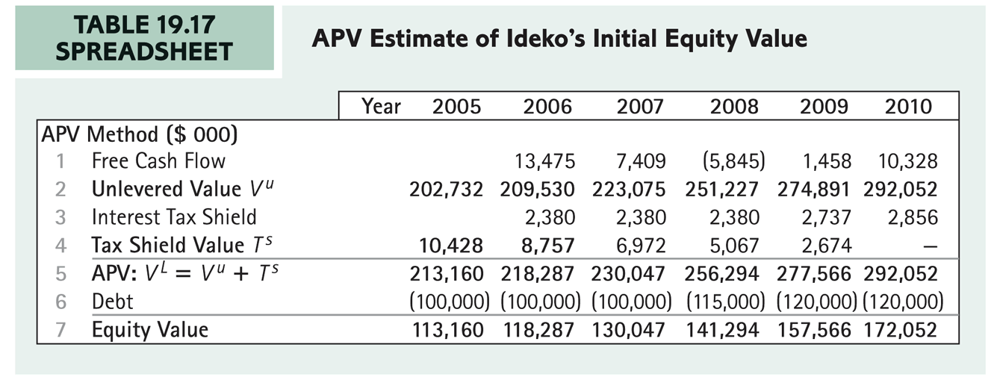 TABLE 19.17
SPREADSHEET
APV Estimate of Ideko's Initial Equity Value
Year 2005 2006 2007 2008 2009 2010
APV Method ($ 000)
1 Free Cash Flow 13,475 7,409 (5,845) 1,458 10,328
2 Unlevered Value Vᵘ 202,732 209,530 223,075 251,227 274,891 292,052
3 Interest Tax Shield 2,380 2,380 2,380 2,737 2,856
4 Tax Shield Value Tˢ 10,428 8,757 6,972 5,067 2,674 –
5 APV: Vᴸ = Vᵘ + Tˢ 213,160 218,287 230,047 256,294 277,566 292,052
6 Debt (100,000) (100,000) (100,000) (115,000) (120,000) (120,000)
7 Equity Value 113,160 118,287 130,047 141,294 157,566 172,052